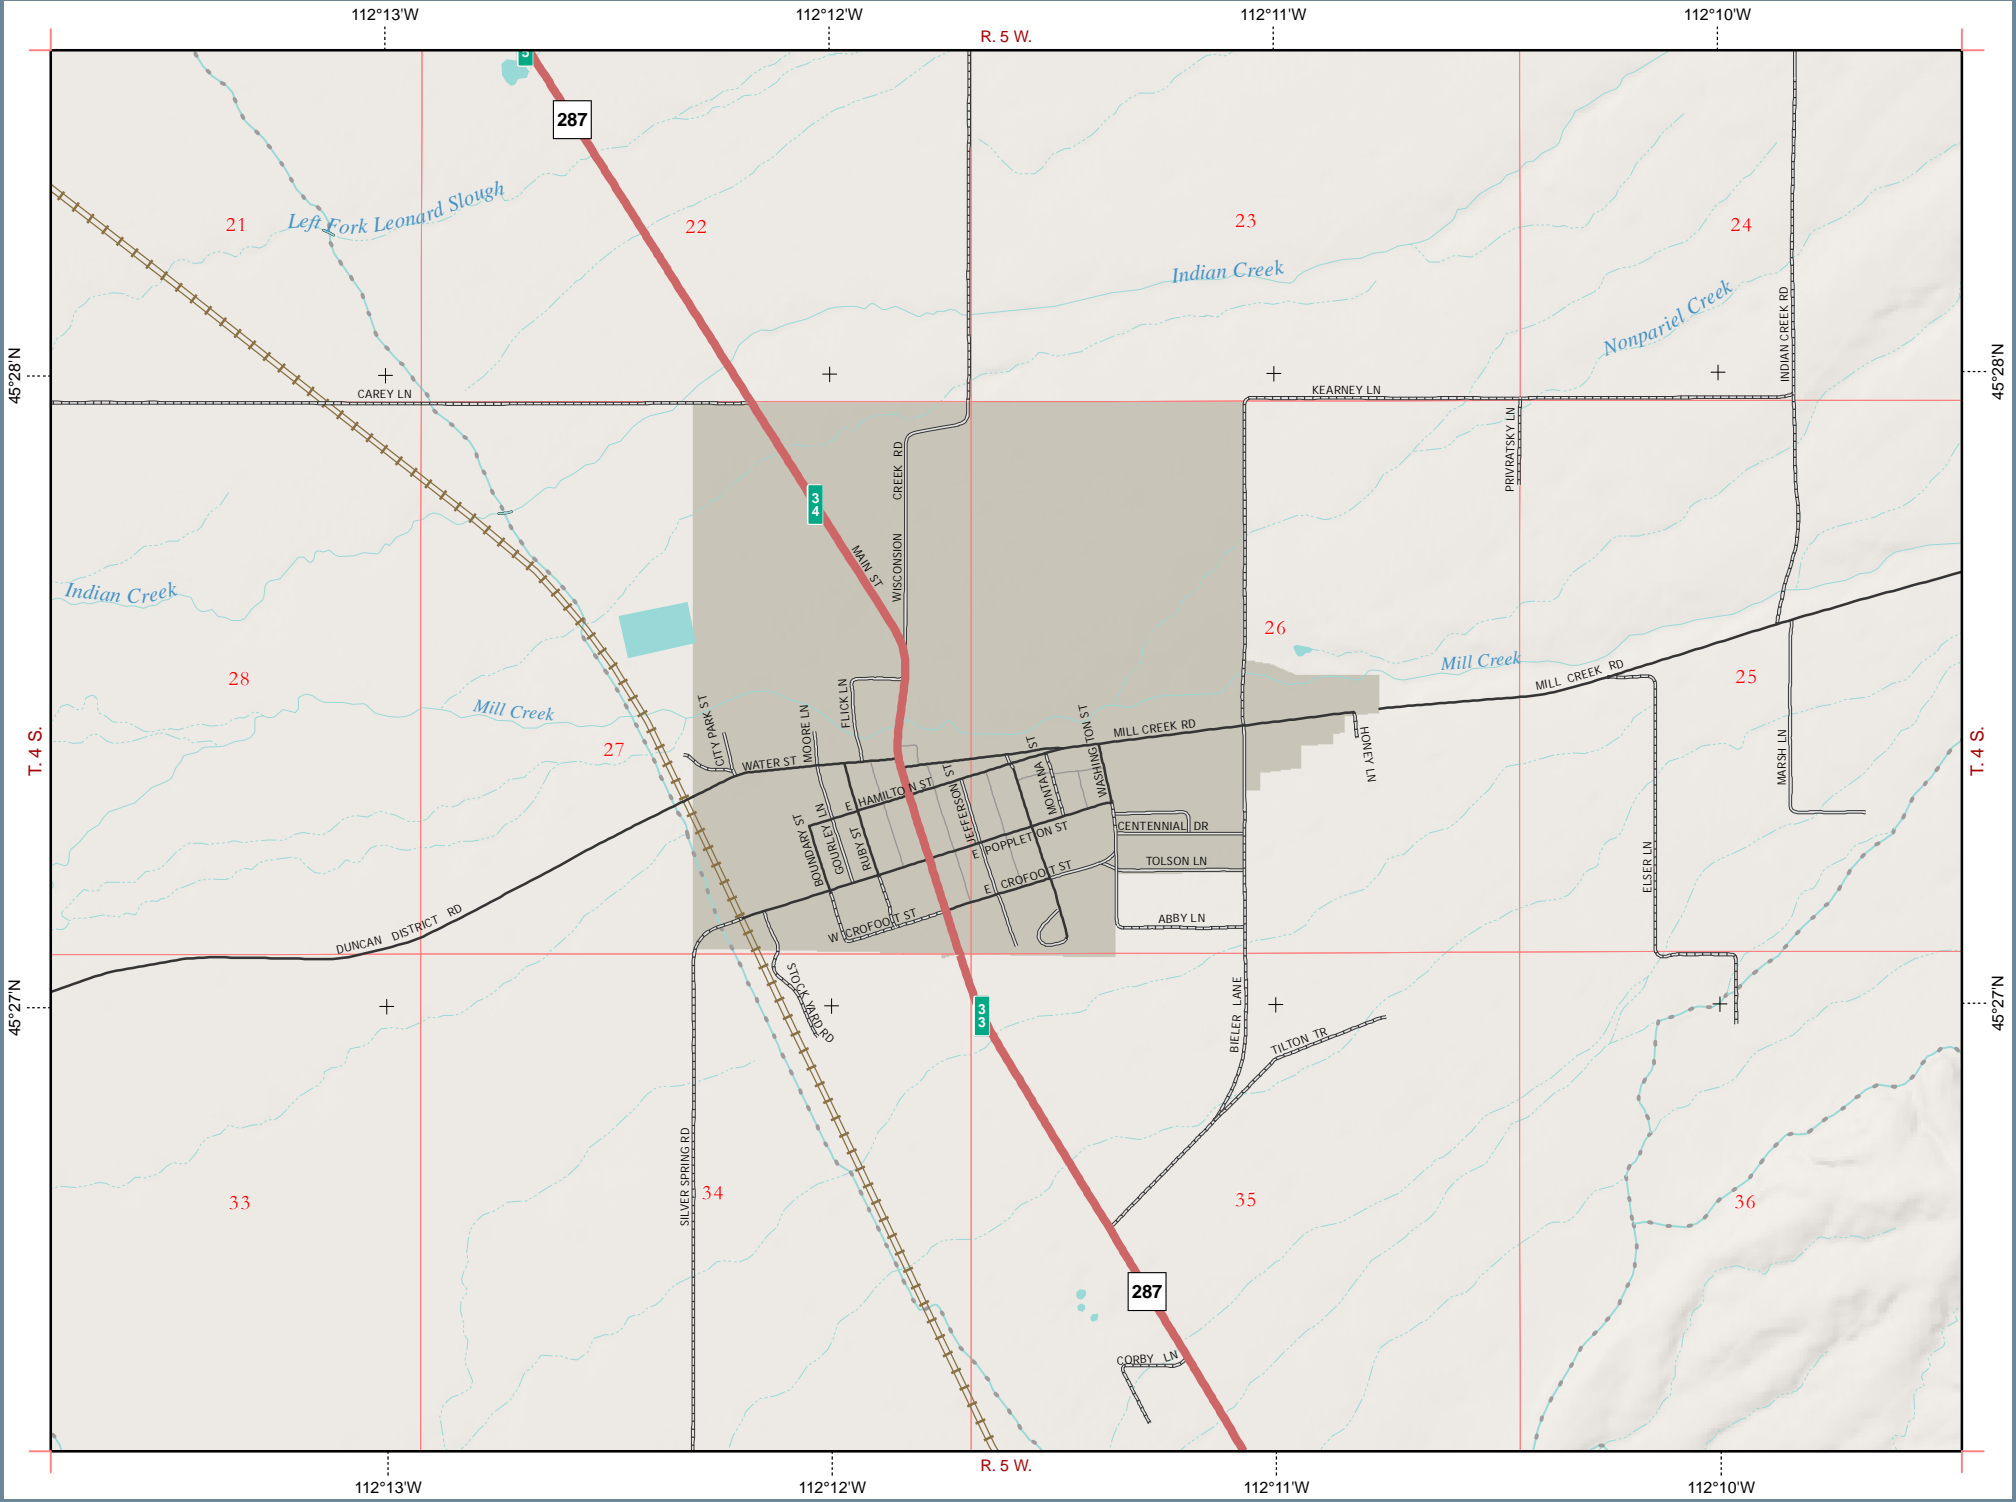 112°13'W
112°12'W
112°11'W
112°10'W
R. 5 W.
287
Left Fork Leonard Slough
21
22
23
24
Indian Creek
Nonpariel Creek
INDIAN CREEK RD
45°28'N
45°28'N
CAREY LN
KEARNEY LN
PRIVRATSKY LN
WISCONSION CREEK RD
3
4
MAIN ST
Indian Creek
28
26
25
Mill Creek
MILL CREEK RD
Mill Creek
27
T. 4 S.
T. 4 S.
CITY PARK ST
MOORE LN
FLICK LN
WATER ST
MILL CREEK RD
WASHINGTON ST
MONTANA ST
HONEY LN
MARSH LN
E HAMILTON ST
JEFFERSON ST
BOUNDARY ST
GOURLEY LN
RUBY ST
E POPPLETON ST
CENTENNIAL DR
TOLSON LN
E CROFOOT ST
W CROFOOT ST
ABBY LN
ELSER LN
DUNCAN DISTRICT RD
STOCK YARD RD
45°27'N
45°27'N
3
3
BIELER LANE
TILTON TR
SILVER SPRING RD
33
34
35
36
287
CORBY LN
R. 5 W.
112°13'W
112°12'W
112°11'W
112°10'W